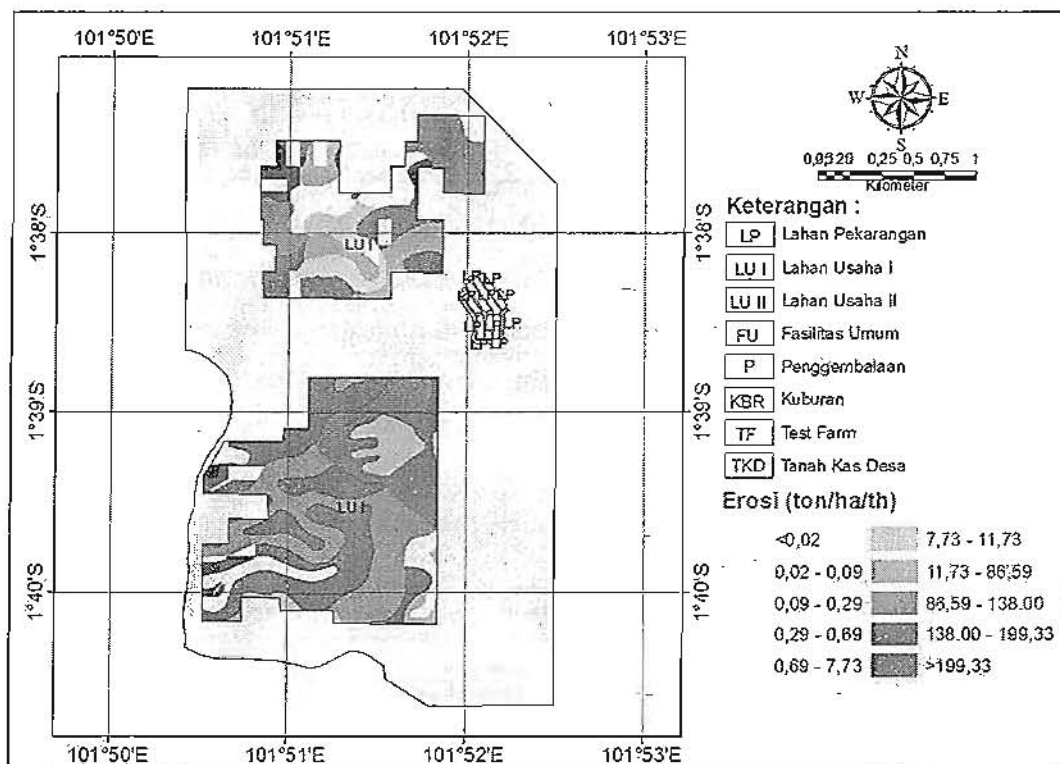 101°50'E 101°51'E 101°52'E 101°53'E
N
W E
S
0,25 0,5 0,75 1
Kilometer
1°38'S 1°38'S
1°39'S 1°39'S
1°40'S 1°40'S
LU I
LP
LP LP
LU I
101°50'E 101°51'E 101°52'E 101°53'E
Keterangan :
LP Lahan Pekarangan
LU I Lahan Usaha I
LU II Lahan Usaha II
FU Fasilitas Umum
P Penggembalaan
KBR Kuburan
TF Test Farm
TKD Tanah Kas Desa
Erosi (ton/ha/th)
<0,02 7,73 - 11,73
0,02 - 0,09 11,73 - 86,59
0,09 - 0,29 86,59 - 138.00
0,29 - 0,69 138.00 - 199,33
0,69 - 7,73 >199,33